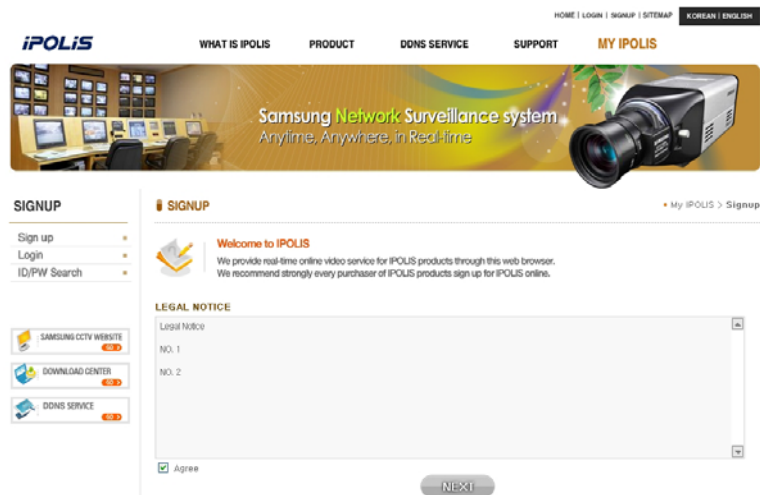 HOME | LOGIN | SIGNUP | SITEMAP KOREAN | ENGLISH
iPOLiS WHAT IS IPOLIS PRODUCT DDNS SERVICE SUPPORT MY IPOLIS
Samsung Network Surveillance system
Anytime, Anywhere, in Real-time
SIGNUP
Sign up
Login
ID/PW Search
SAMSUNG CCTV WEBSITE
GO >
DOWNLOAD CENTER
GO >
DDNS SERVICE
GO >
SIGNUP My IPOLIS > Signup
Welcome to IPOLIS
We provide real-time online video service for IPOLIS products through this web browser.
We recommend strongly every purchaser of IPOLIS products sign up for IPOLIS online.
LEGAL NOTICE
Legal Notice
NO. 1
NO. 2
Agree
NEXT